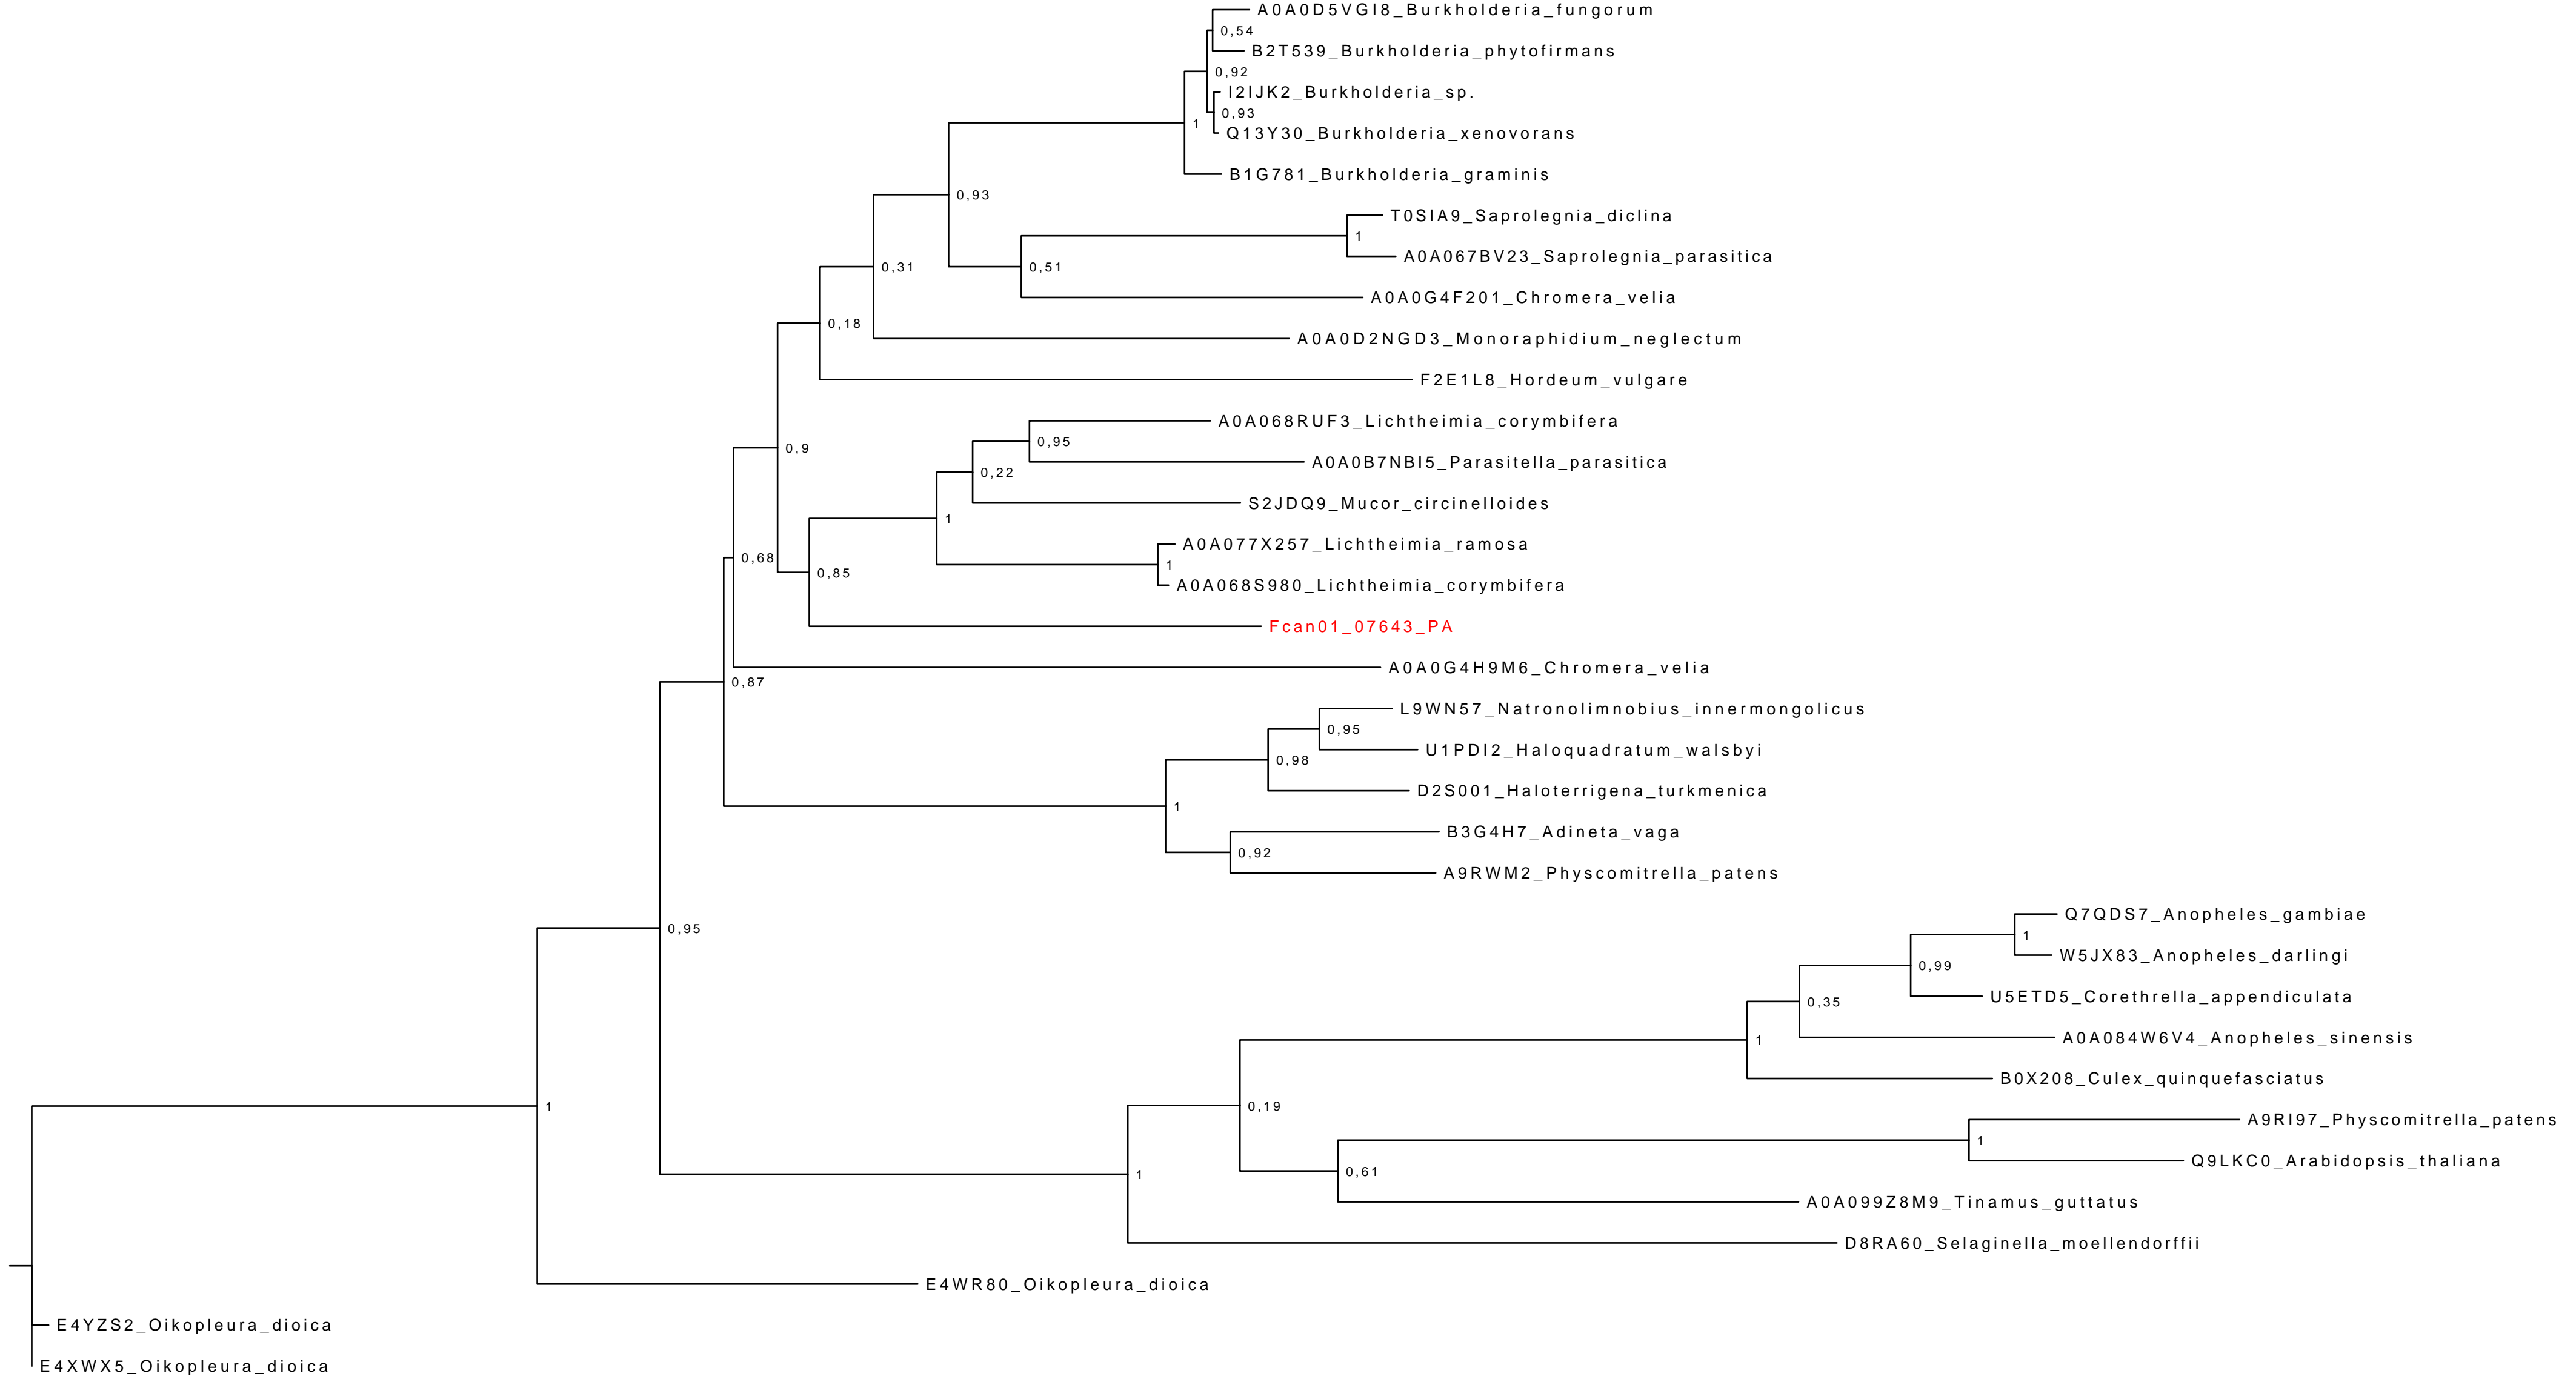 A0A0D5VGI8_Burkholderia_fungorum
0,54
B2T539_Burkholderia_phytofirmans
0,92
I2IJK2_Burkholderia_sp.
0,93
Q13Y30_Burkholderia_xenovorans
1
B1G781_Burkholderia_graminis
0,93
T0SIA9_Saprolegnia_diclina
1
A0A067BV23_Saprolegnia_parasitica
0,31
0,51
A0A0G4F201_Chromera_velia
0,18
A0A0D2NGD3_Monoraphidium_neglectum
F2E1L8_Hordeum_vulgare
A0A068RUF3_Lichtheimia_corymbifera
0,95
0,9
A0A0B7NBI5_Parasitella_parasitica
0,22
S2JDQ9_Mucor_circinelloides
1
A0A077X257_Lichtheimia_ramosa
0,68
1
0,85
A0A068S980_Lichtheimia_corymbifera
Fcan01_07643_PA
A0A0G4H9M6_Chromera_velia
0,87
L9WN57_Natronolimnobius_innermongolicus
0,95
U1PDI2_Haloquadratum_walsbyi
0,98
D2S001_Haloterrigena_turkmenica
1
B3G4H7_Adineta_vaga
0,92
A9RWM2_Physcomitrella_patens
Q7QDS7_Anopheles_gambiae
0,95
1
W5JX83_Anopheles_darlingi
0,99
U5ETD5_Corethrella_appendiculata
0,35
A0A084W6V4_Anopheles_sinensis
1
B0X208_Culex_quinquefasciatus
1
0,19
A9RI97_Physcomitrella_patens
1
Q9LKC0_Arabidopsis_thaliana
1
0,61
A0A099Z8M9_Tinamus_guttatus
D8RA60_Selaginella_moellendorffii
E4WR80_Oikopleura_dioica
E4YZS2_Oikopleura_dioica
E4XWX5_Oikopleura_dioica